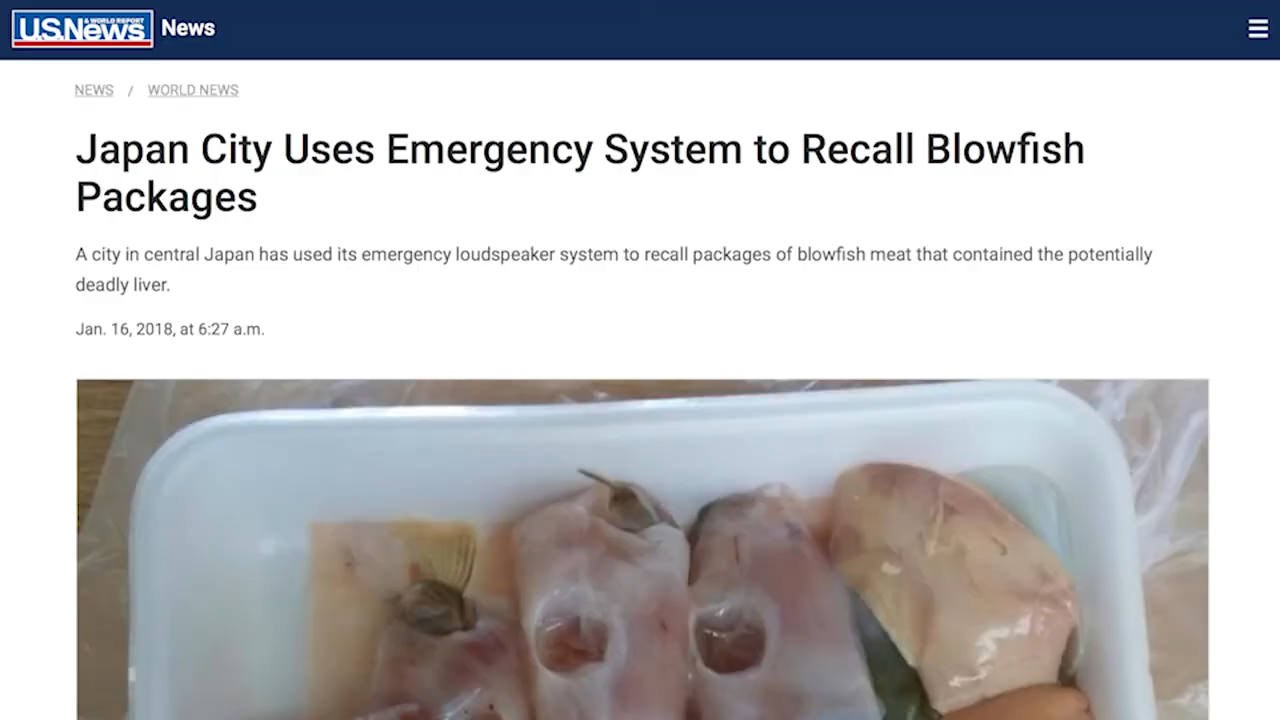 U.S.News & WORLD REPORT News
NEWS / WORLD NEWS
Japan City Uses Emergency System to Recall Blowfish
Packages
A city in central Japan has used its emergency loudspeaker system to recall packages of blowfish meat that contained the potentially
deadly liver.
Jan. 16, 2018, at 6:27 a.m.